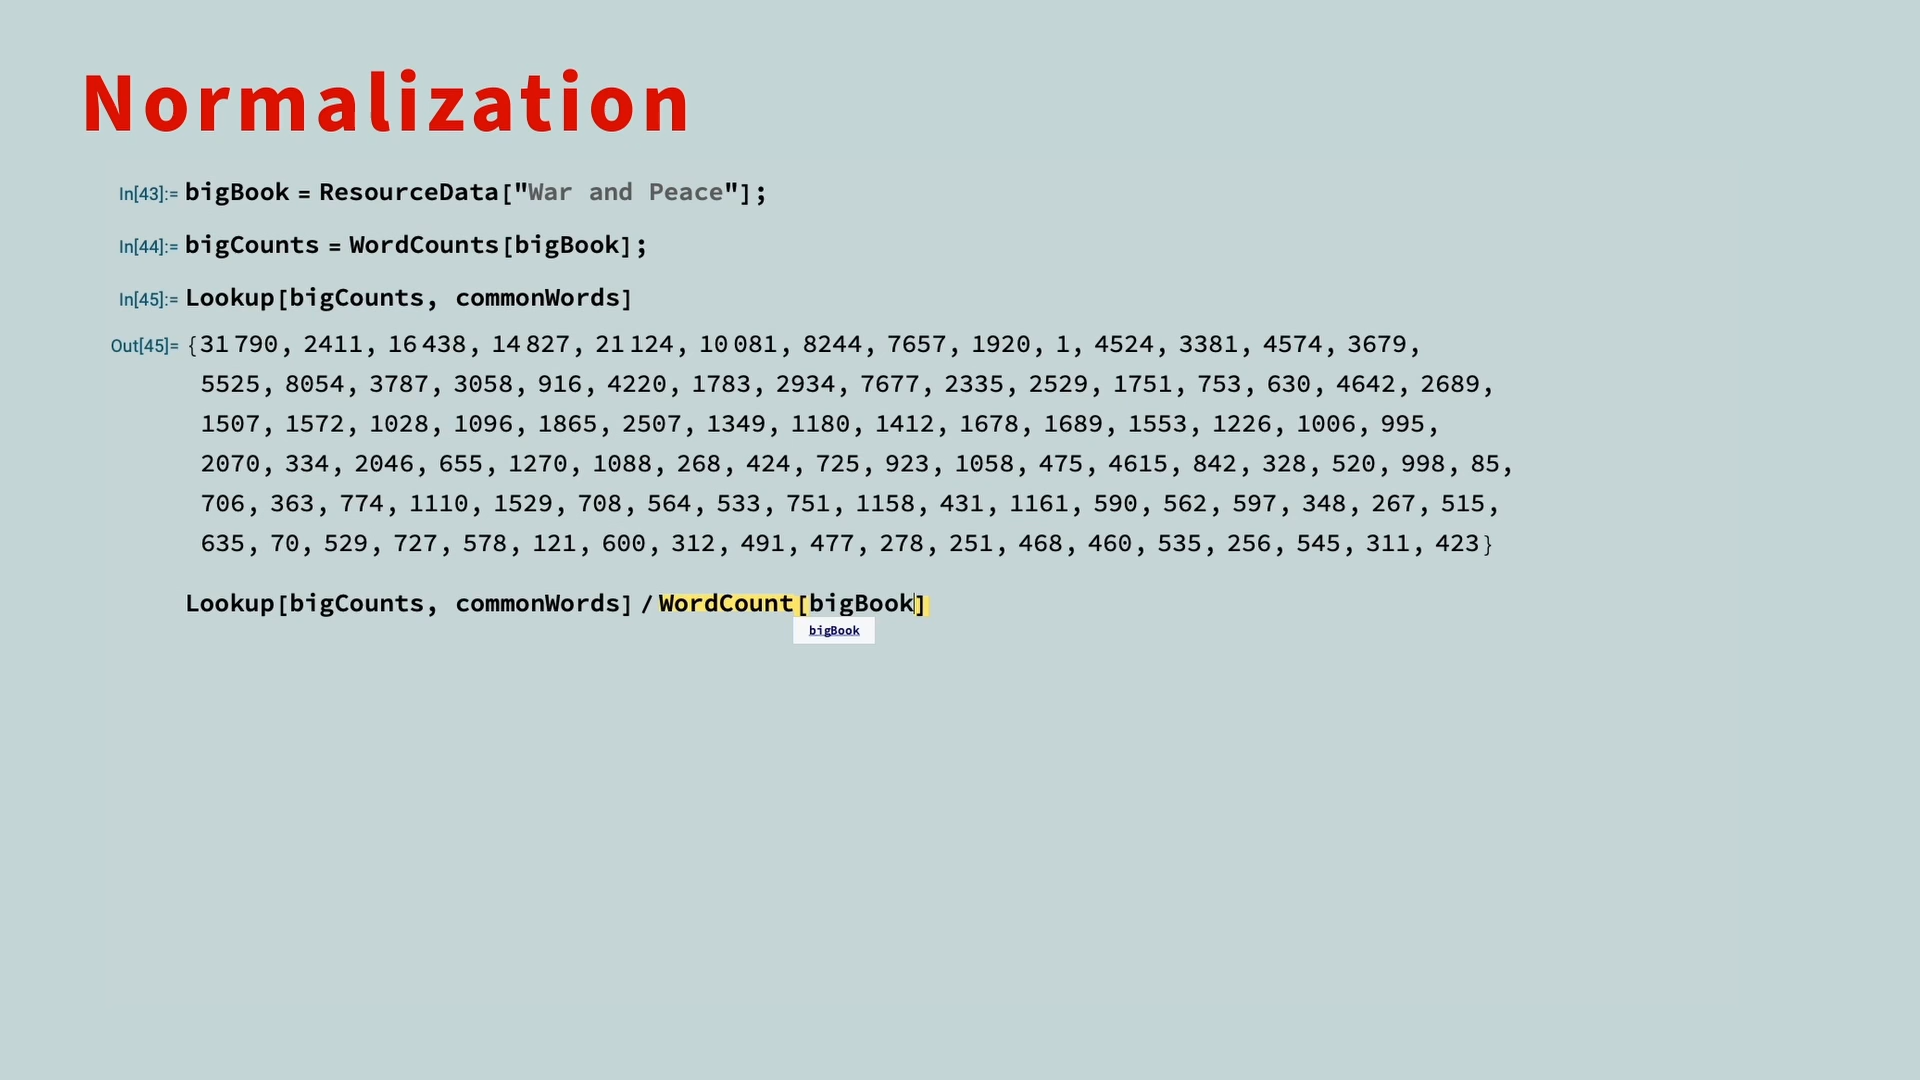 Normalization
In[43]:= bigBook = ResourceData["War and Peace"];
In[44]:= bigCounts = WordCounts[bigBook];
In[45]:= Lookup[bigCounts, commonWords]
Out[45]= {31 790, 2411, 16 438, 14 827, 21 124, 10 081, 8244, 7657, 1920, 1, 4524, 3381, 4574, 3679,
5525, 8054, 3787, 3058, 916, 4220, 1783, 2934, 7677, 2335, 2529, 1751, 753, 630, 4642, 2689,
1507, 1572, 1028, 1096, 1865, 2507, 1349, 1180, 1412, 1678, 1689, 1553, 1226, 1006, 995,
2070, 334, 2046, 655, 1270, 1088, 268, 424, 725, 923, 1058, 475, 4615, 842, 328, 520, 998, 85,
706, 363, 774, 1110, 1529, 708, 564, 533, 751, 1158, 431, 1161, 590, 562, 597, 348, 267, 515,
635, 70, 529, 727, 578, 121, 600, 312, 491, 477, 278, 251, 468, 460, 535, 256, 545, 311, 423}
Lookup[bigCounts, commonWords] / WordCount[bigBook]
bigBook